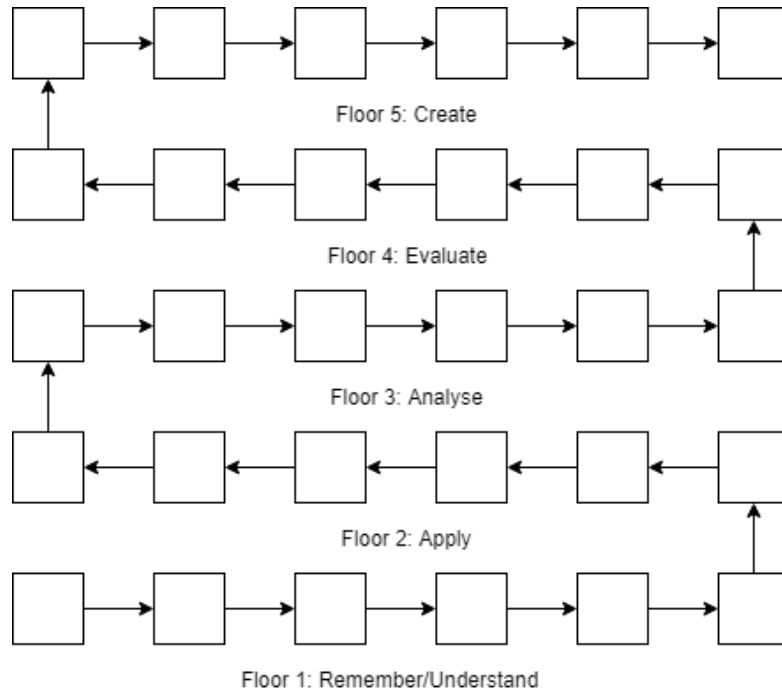 Floor 5: Create
Floor 4: Evaluate
Floor 3: Analyse
Floor 2: Apply
Floor 1: Remember/Understand